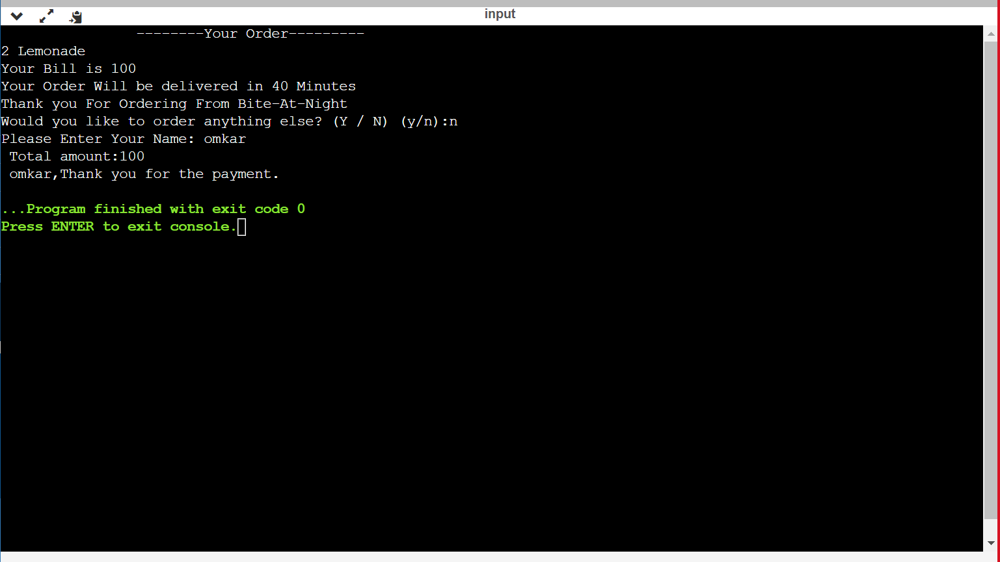 input
--------Your Order---------
2 Lemonade
Your Bill is 100
Your Order Will be delivered in 40 Minutes
Thank you For Ordering From Bite-At-Night
Would you like to order anything else? (Y / N) (y/n):n
Please Enter Your Name: omkar
Total amount:100
omkar,Thank you for the payment.
...Program finished with exit code 0
Press ENTER to exit console.